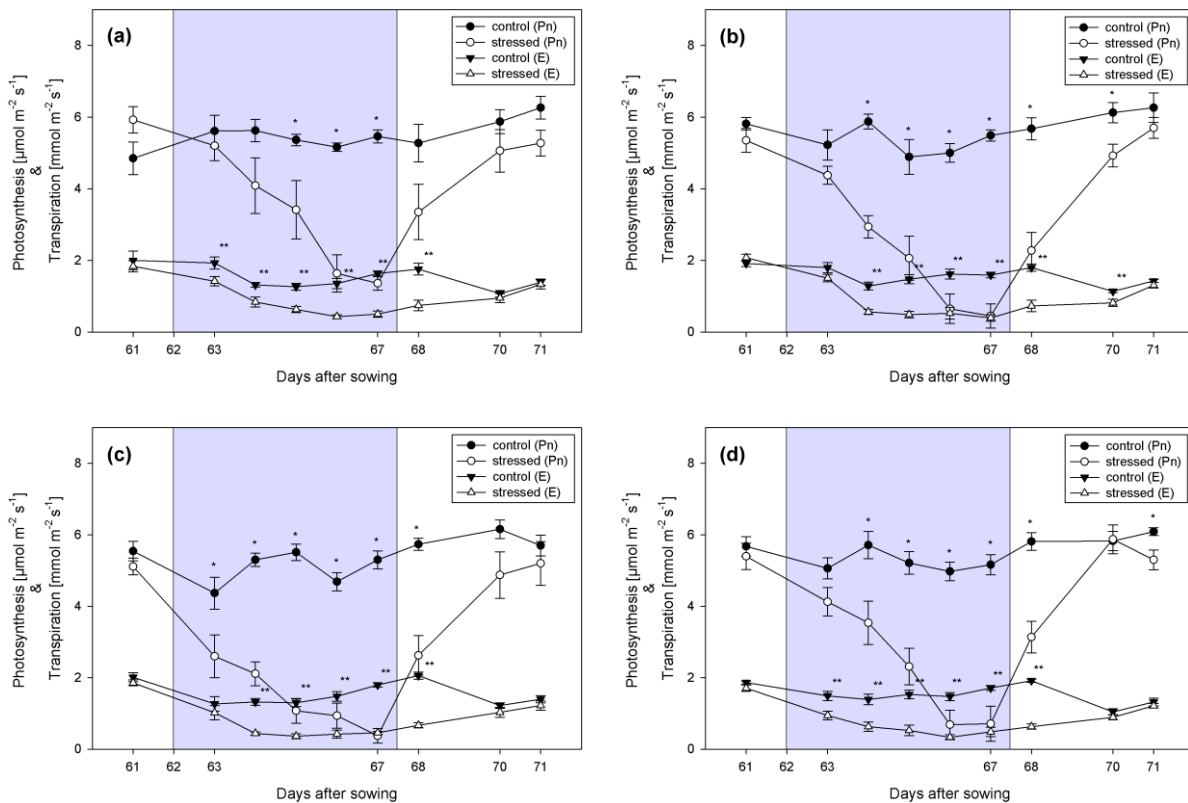 (a)
control (Pn)
stressed (Pn)
control (E)
stressed (E)
Photosynthesis [µmol m⁻² s⁻¹]
&
Transpiration [mmol m⁻² s⁻¹]
8
6
4
2
0
* * *
** ** ** ** ** **
61 62 63 67 68 70 71
Days after sowing
(b)
control (Pn)
stressed (Pn)
control (E)
stressed (E)
Photosynthesis [µmol m⁻² s⁻¹]
&
Transpiration [mmol m⁻² s⁻¹]
8
6
4
2
0
* * * * * *
** ** ** ** ** **
61 62 63 67 68 70 71
Days after sowing
(c)
control (Pn)
stressed (Pn)
control (E)
stressed (E)
Photosynthesis [µmol m⁻² s⁻¹]
&
Transpiration [mmol m⁻² s⁻¹]
8
6
4
2
0
* * * * * *
** ** ** ** **
61 62 63 67 68 70 71
Days after sowing
(d)
control (Pn)
stressed (Pn)
control (E)
stressed (E)
Photosynthesis [µmol m⁻² s⁻¹]
&
Transpiration [mmol m⁻² s⁻¹]
8
6
4
2
0
* * * * * *
** ** ** ** ** **
61 62 63 67 68 70 71
Days after sowing